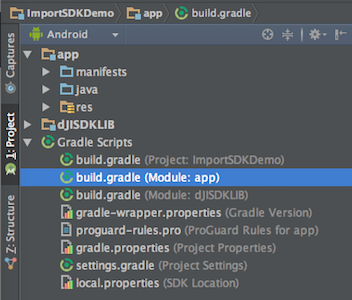 ImportSDKDemo app build.gradle
Android
Captures
1: Project
7: Structure
app
manifests
java
res
dJISDKLIB
Gradle Scripts
build.gradle (Project: ImportSDKDemo)
build.gradle (Module: app)
build.gradle (Module: dJISDKLIB)
gradle-wrapper.properties (Gradle Version)
proguard-rules.pro (ProGuard Rules for app)
gradle.properties (Project Properties)
settings.gradle (Project Settings)
local.properties (SDK Location)